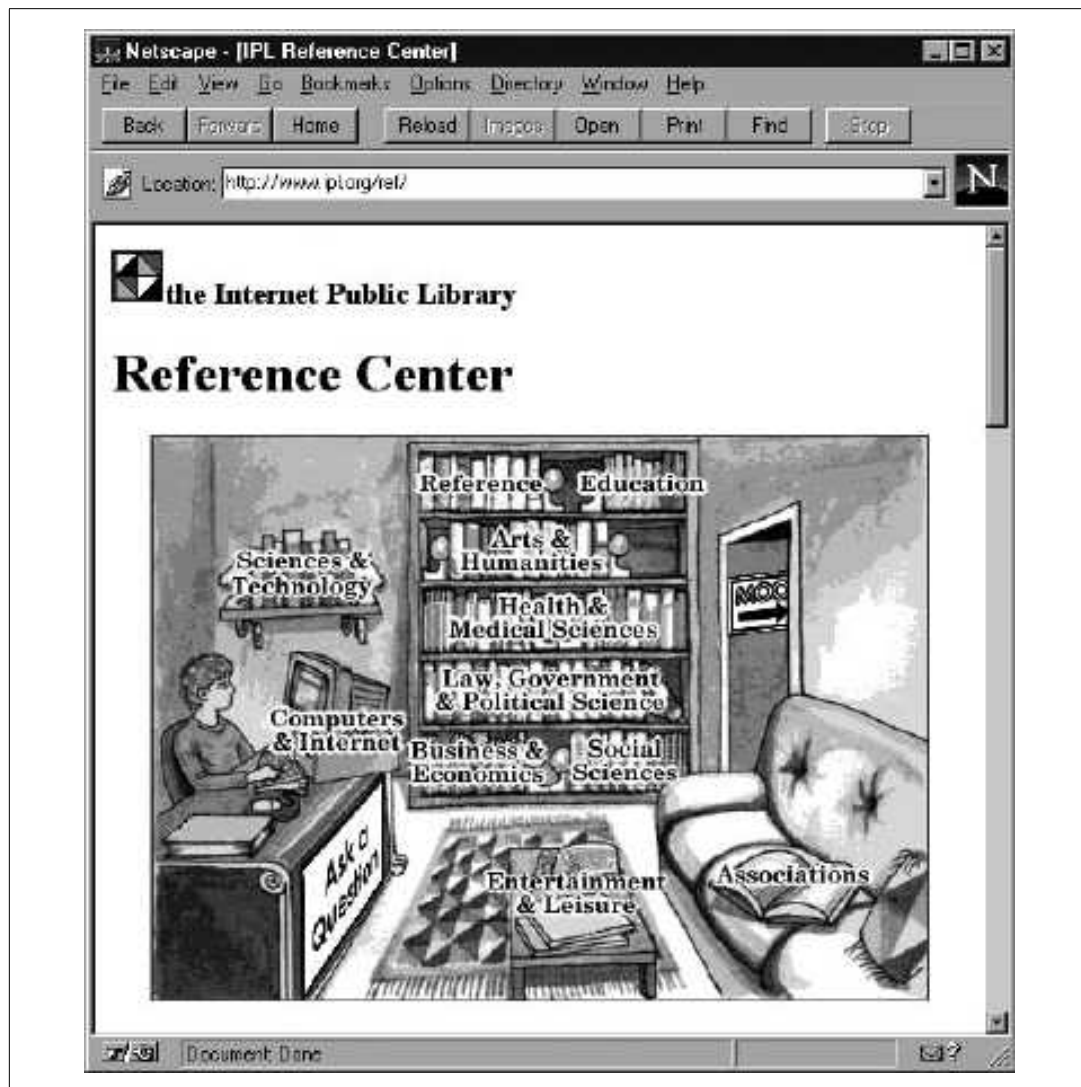 Netscape - [IPL Reference Center]
File Edit View Go Bookmarks Options Directory Window Help
Back Forward Home Reload Images Open Print Find Stop
Location: http://www.ipl.org/ref/
N
the Internet Public Library
Reference Center
Reference Education
Arts &
Humanities
Sciences &
Technology
Health &
Medical Sciences
MOO
Law, Government
& Political Science
Computers
& Internet
Business &
Economics
Social
Sciences
Ask a
Question
Entertainment
& Leisure
Associations
Document: Done
?